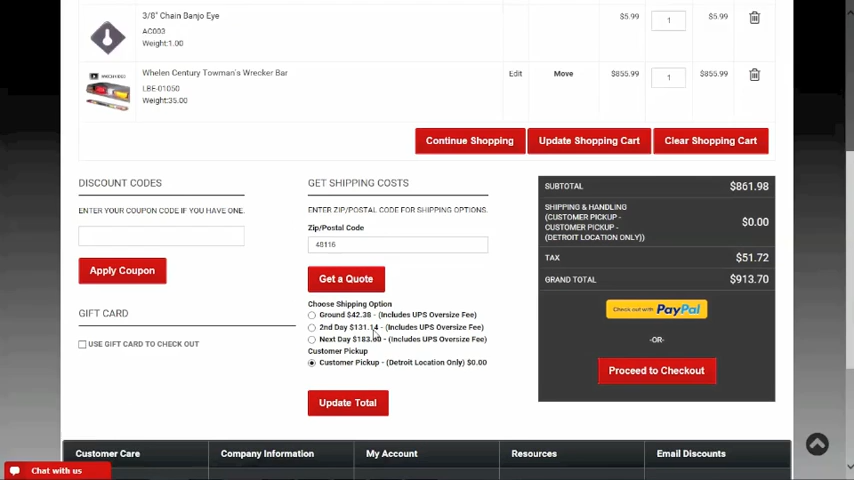 3/8" Chain Banjo Eye
AC003
Weight:1.00
$5.99
1
$5.99
Whelen Century Towman's Wrecker Bar
LBE-01050
Weight:35.00
Edit
Move
$855.99
1
$855.99
Continue Shopping
Update Shopping Cart
Clear Shopping Cart
DISCOUNT CODES
ENTER YOUR COUPON CODE IF YOU HAVE ONE.
Apply Coupon
GIFT CARD
USE GIFT CARD TO CHECK OUT
GET SHIPPING COSTS
ENTER ZIP/POSTAL CODE FOR SHIPPING OPTIONS.
Zip/Postal Code
48116
Get a Quote
Choose Shipping Option
Ground $42.38 - (Includes UPS Oversize Fee)
2nd Day $131.14 - (Includes UPS Oversize Fee)
Next Day - (Includes UPS Oversize Fee)
Customer Pickup
Customer Pickup - (Detroit Location Only) $0.00
Update Total
SUBTOTAL $861.98
SHIPPING & HANDLING
(CUSTOMER PICKUP -
CUSTOMER PICKUP -
(DETROIT LOCATION ONLY))
$0.00
TAX $51.72
GRAND TOTAL $913.70
Check out with PayPal
-OR-
Proceed to Checkout
Customer Care
Company Information
My Account
Resources
Email Discounts
Chat with us